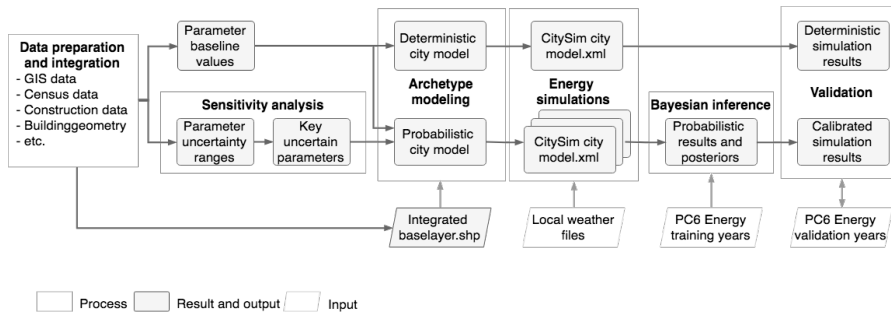 Data preparation
and integration
- GIS data
- Census data
- Construction data
- Buildinggeometry
- etc.
Parameter
baseline
values
Sensitivity analysis
Parameter
uncertainty
ranges
Key
uncertain
parameters
Deterministic
city model
Archetype
modeling
Probabilistic
city model
CitySim city
model.xml
Energy
simulations
CitySim city
model.xml
Bayesian inference
Probabilistic
results and
posteriors
Deterministic
simulation
results
Validation
Calibrated
simulation
results
Integrated
baselayer.shp
Local weather
files
PC6 Energy
training years
PC6 Energy
validation years
Process
Result and output
Input